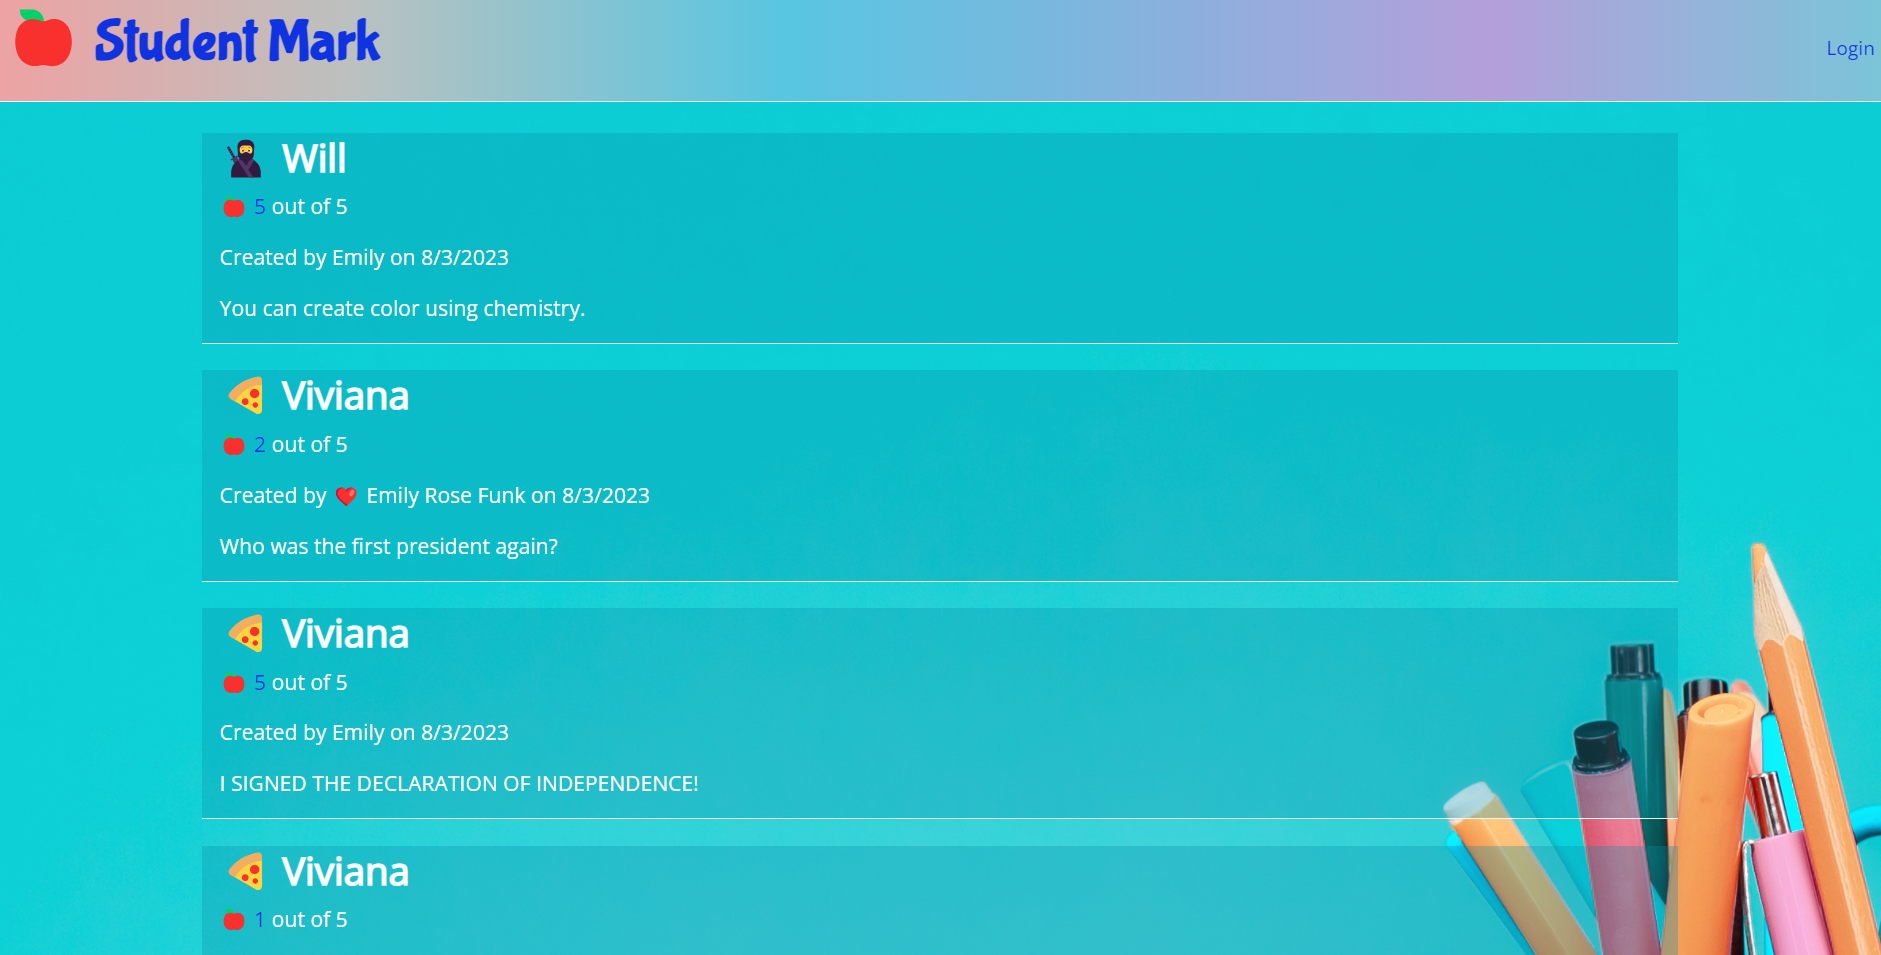 Student Mark
Login
Will
5 out of 5
Created by Emily on 8/3/2023
You can create color using chemistry.
Viviana
2 out of 5
Created by ❤️ Emily Rose Funk on 8/3/2023
Who was the first president again?
Viviana
5 out of 5
Created by Emily on 8/3/2023
I SIGNED THE DECLARATION OF INDEPENDENCE!
Viviana
1 out of 5